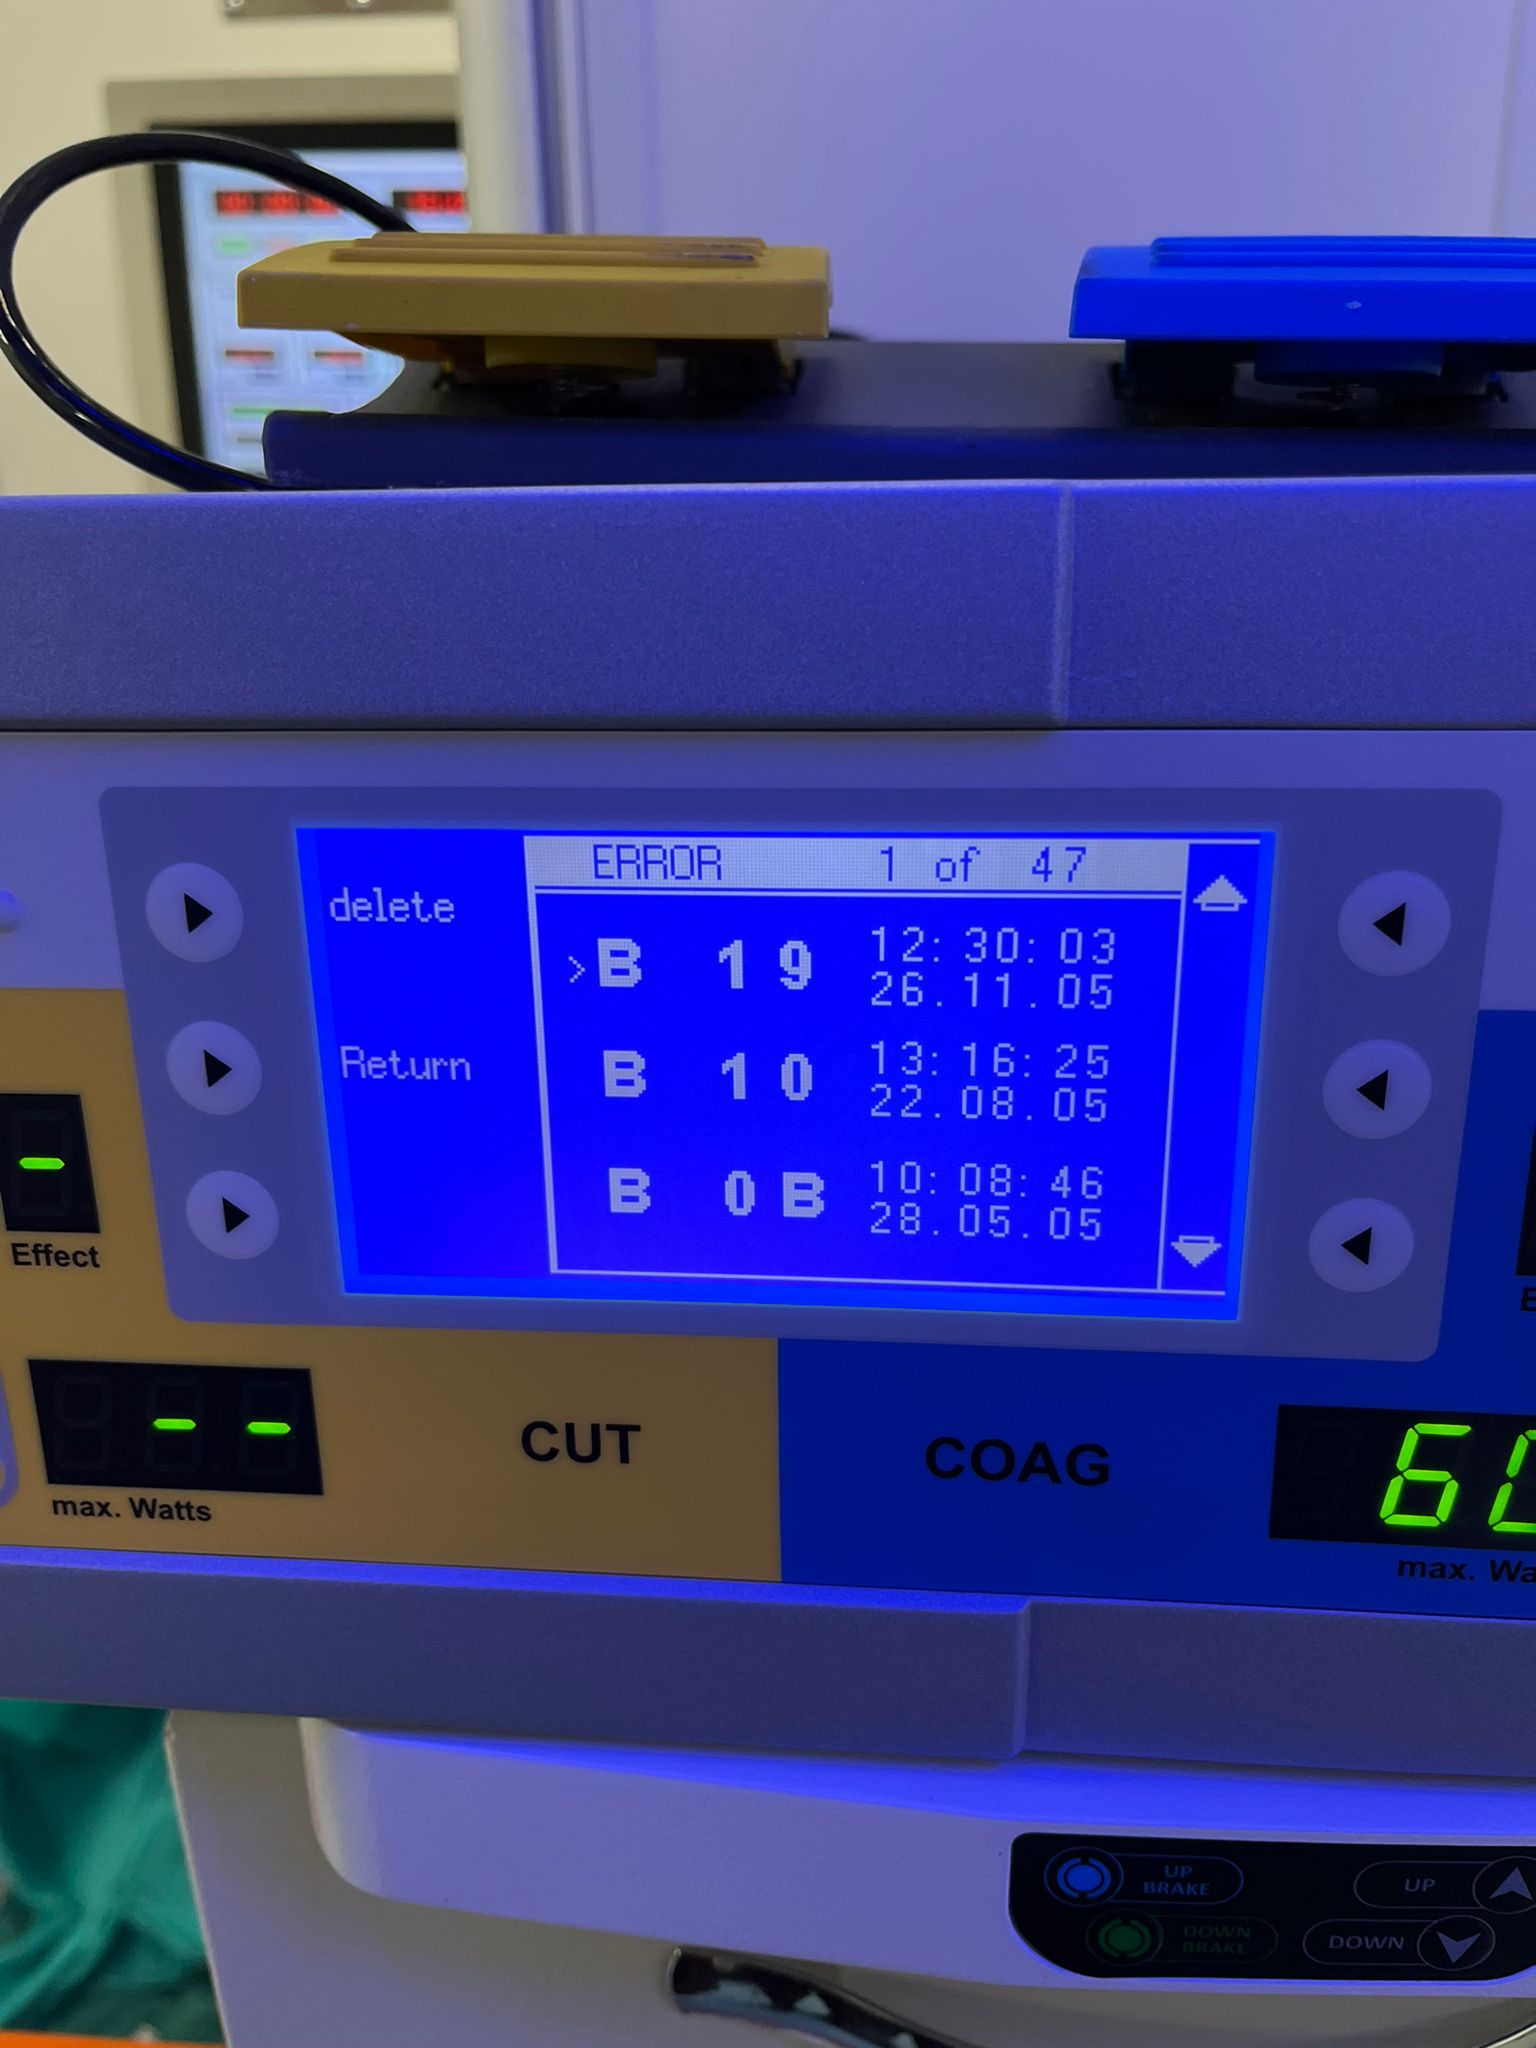 ERROR 1 of 47
delete
>B 19 12:30:03
26.11.05
Return
B 10 13:16:25
22.08.05
B 0B 10:08:46
28.05.05
Effect
CUT
COAG
max. Watts
max.
UP
BRAKE
UP
DOWN
BRAKE
DOWN